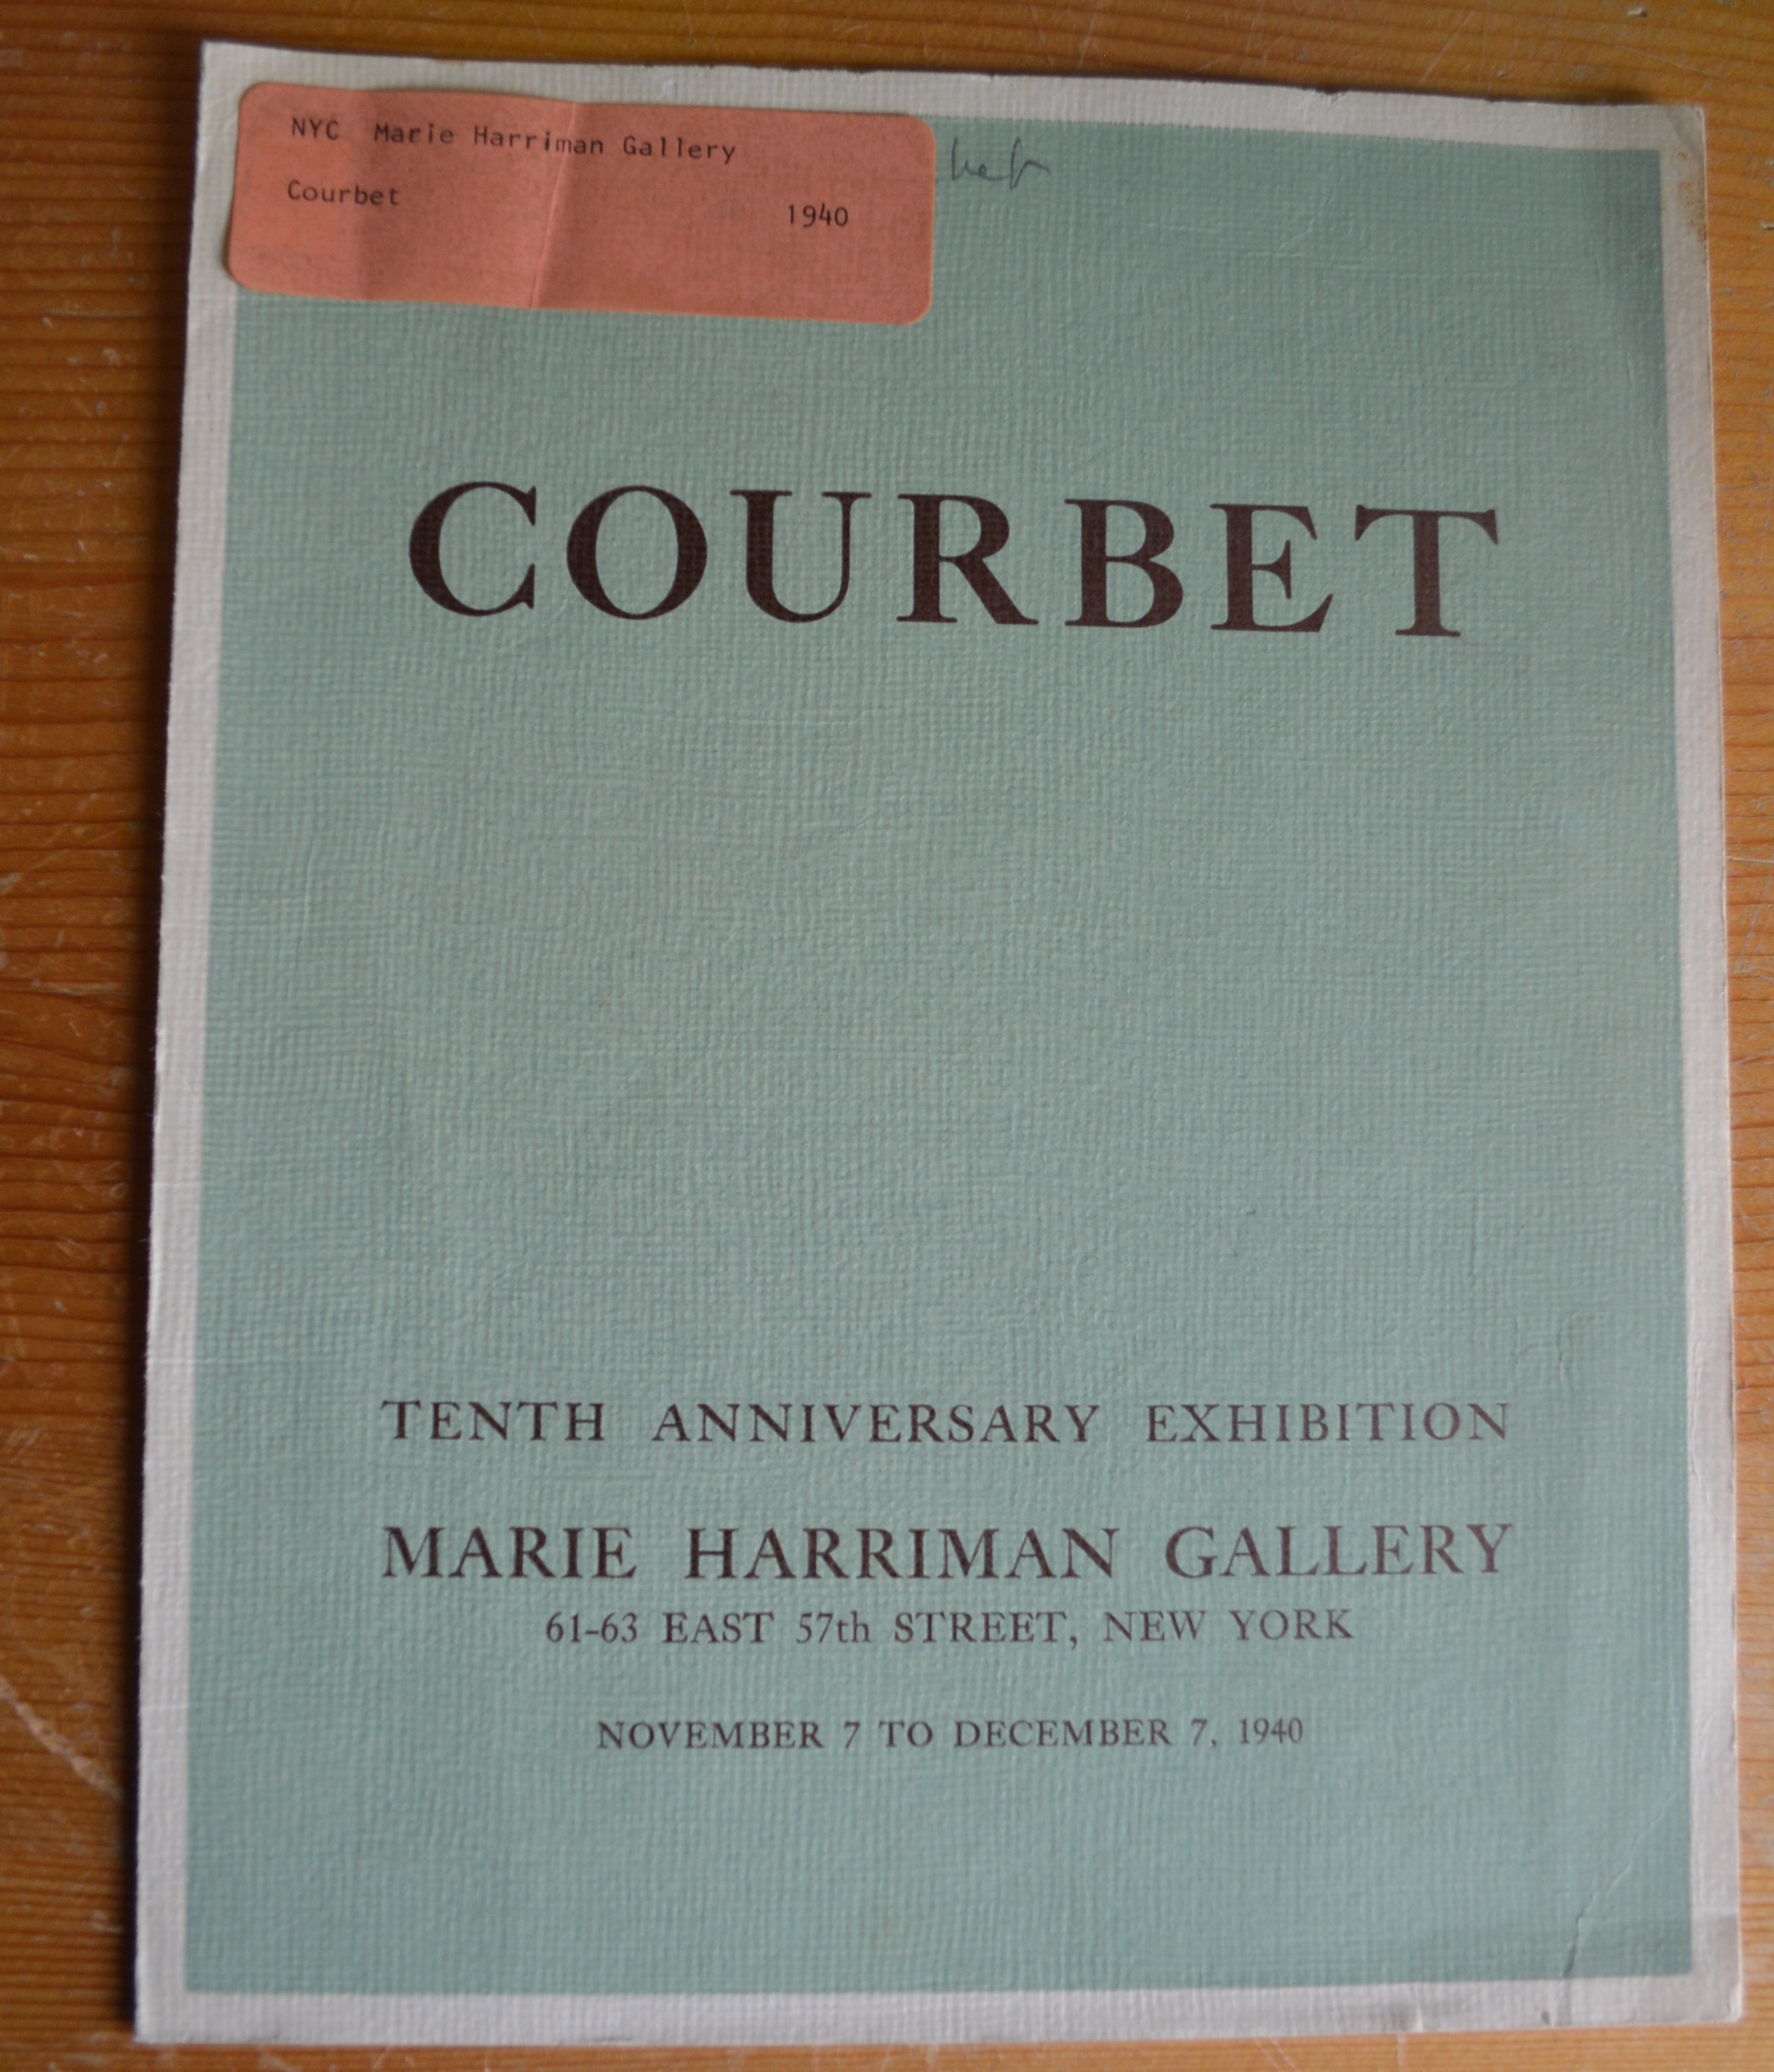 NYC Marie Harriman Gallery
Courbet 1940
COURBET
TENTH ANNIVERSARY EXHIBITION
MARIE HARRIMAN GALLERY
61-63 EAST 57th STREET, NEW YORK
NOVEMBER 7 TO DECEMBER 7, 1940